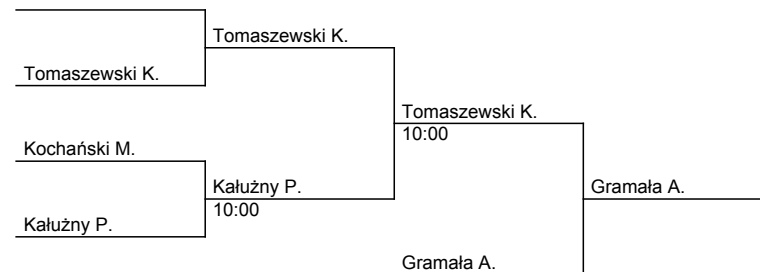 Tomaszewski K.
Tomaszewski K.
Tomaszewski K.
10:00
Kochański M.
Kałużny P.
10:00
Gramała A.
Kałużny P.
Gramała A.